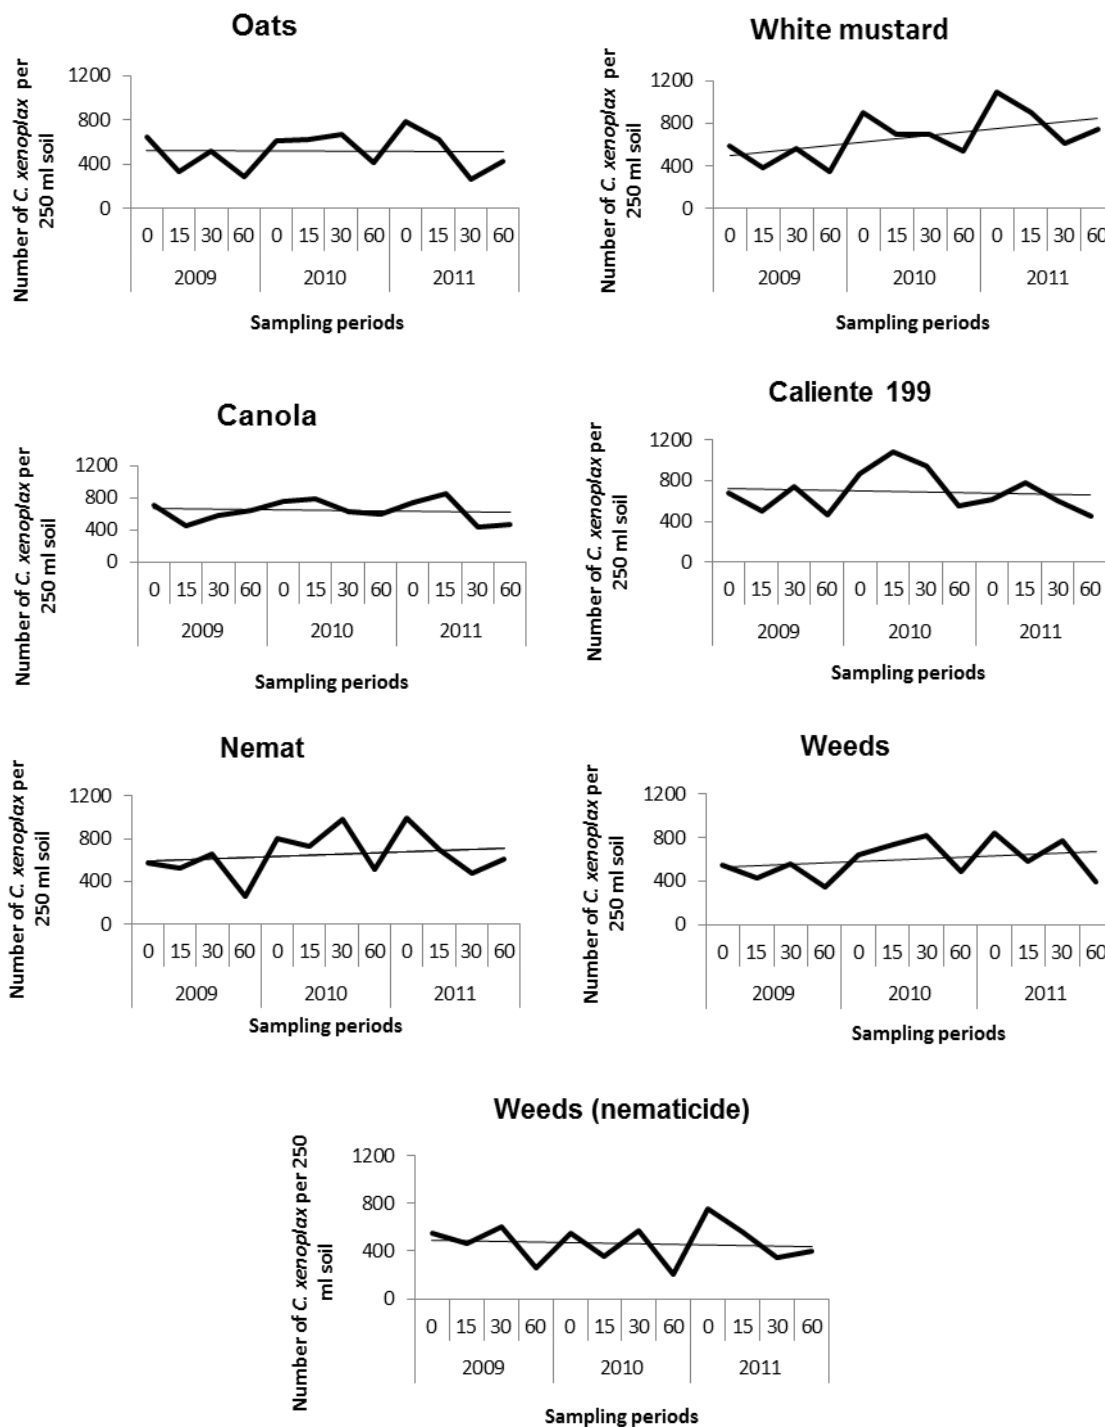 Oats
Number of C. xenoplax per
250 ml soil
1200
800
400
0
0 15 30 60 0 15 30 60 0 15 30 60
2009 2010 2011
Sampling periods
White mustard
Number of C. xenoplax per
250 ml soil
1200
800
400
0
0 15 30 60 0 15 30 60 0 15 30 60
2009 2010 2011
Sampling periods
Canola
Number of C. xenoplax per
250 ml soil
1200
800
400
0
0 15 30 60 0 15 30 60 0 15 30 60
2009 2010 2011
Sampling periods
Caliente 199
Number of C. xenoplax per
250 ml soil
1200
800
400
0
0 15 30 60 0 15 30 60 0 15 30 60
2009 2010 2011
Sampling periods
Nemat
Number of C. xenoplax per
250 ml soil
1200
800
400
0
0 15 30 60 0 15 30 60 0 15 30 60
2009 2010 2011
Sampling periods
Weeds
Number of C. xenoplax per
250 ml soil
1200
800
400
0
0 15 30 60 0 15 30 60 0 15 30 60
2009 2010 2011
Sampling periods
Weeds (nematicide)
Number of C. xenoplax per 250
ml soil
1200
800
400
0
0 15 30 60 0 15 30 60 0 15 30 60
2009 2010 2011
Sampling periods